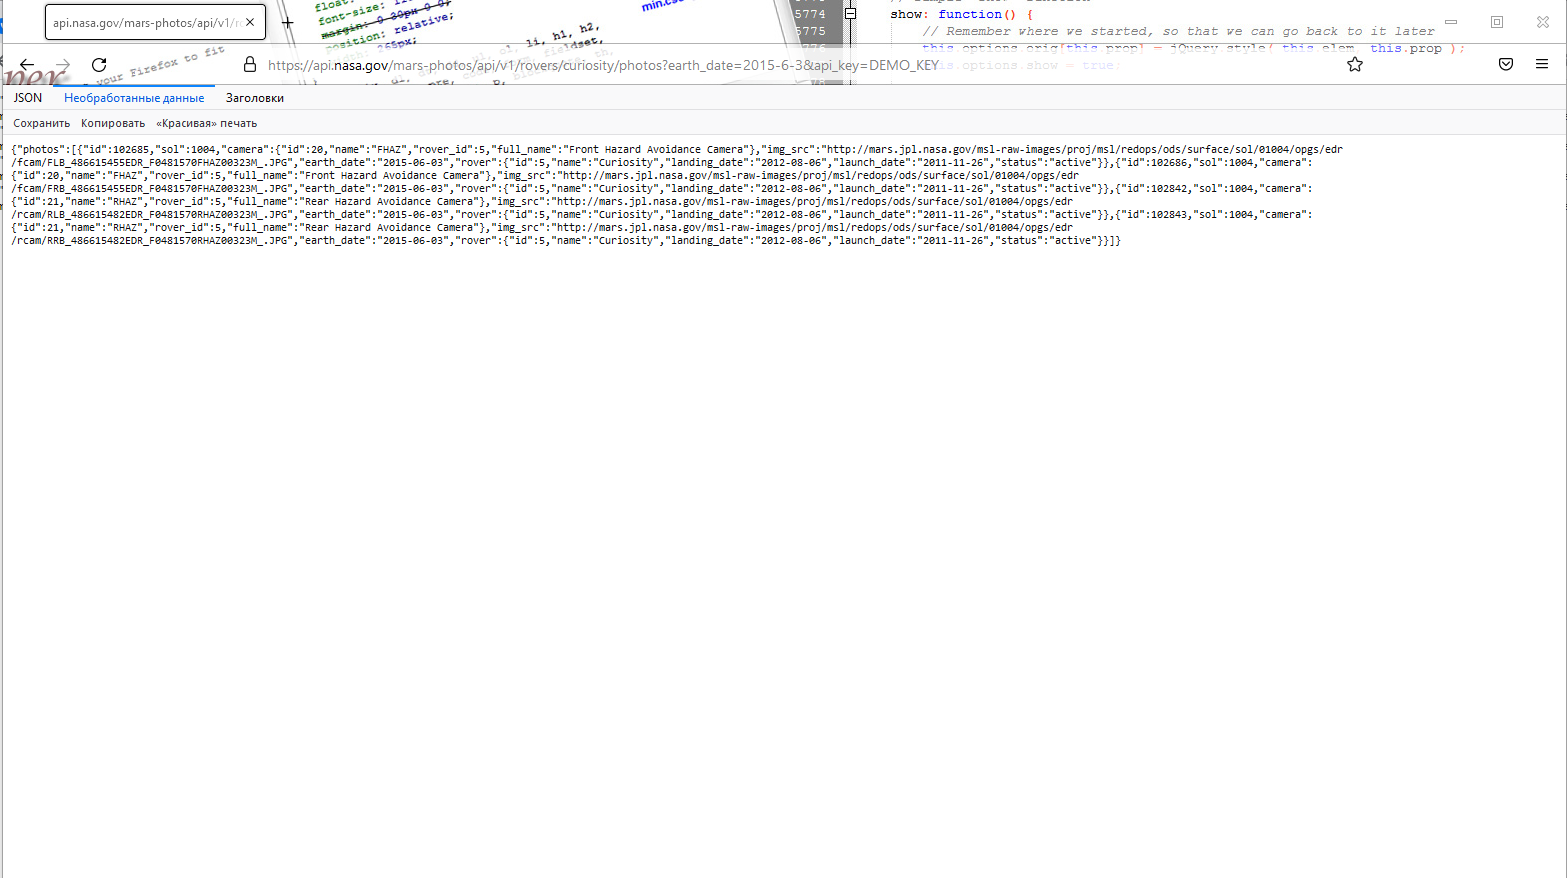 5774
show: function() {
api.nasa.gov/mars-photos/api/v1/r
float:
font-size:
margin: 0 30px 0 0;
position: relative;
265px;
li, h1, h2,
fieldset,
5775
// Remember where we started, so that we can go back to it later
your Firefox to fit
this.options.orig[this.prop] = jQuery.style( this.elem, this.prop );
https://api.nasa.gov/mars-photos/api/v1/rovers/curiosity/photos?earth_date=2015-6-3&api_key=DEMO_KEY
this.options.show = true;
JSON Необработанные данные Заголовки
Сохранить Копировать «Красивая» печать
{"photos":[{"id":102685,"sol":1004,"camera":{"id":20,"name":"FHAZ","rover_id":5,"full_name":"Front Hazard Avoidance Camera"},"img_src":"http://mars.jpl.nasa.gov/msl-raw-images/proj/msl/redops/ods/surface/sol/01004/opgs/edr
/fcam/FLB_486615455EDR_F0481570FHAZ00323M_.JPG","earth_date":"2015-06-03","rover":{"id":5,"name":"Curiosity","landing_date":"2012-08-06","launch_date":"2011-11-26","status":"active"}},{"id":102686,"sol":1004,"camera":
{"id":20,"name":"FHAZ","rover_id":5,"full_name":"Front Hazard Avoidance Camera"},"img_src":"http://mars.jpl.nasa.gov/msl-raw-images/proj/msl/redops/ods/surface/sol/01004/opgs/edr
/fcam/FRB_486615455EDR_F0481570FHAZ00323M_.JPG","earth_date":"2015-06-03","rover":{"id":5,"name":"Curiosity","landing_date":"2012-08-06","launch_date":"2011-11-26","status":"active"}},{"id":102842,"sol":1004,"camera":
{"id":21,"name":"RHAZ","rover_id":5,"full_name":"Rear Hazard Avoidance Camera"},"img_src":"http://mars.jpl.nasa.gov/msl-raw-images/proj/msl/redops/ods/surface/sol/01004/opgs/edr
/rcam/RLB_486615482EDR_F0481570RHAZ00323M_.JPG","earth_date":"2015-06-03","rover":{"id":5,"name":"Curiosity","landing_date":"2012-08-06","launch_date":"2011-11-26","status":"active"}},{"id":102843,"sol":1004,"camera":
{"id":21,"name":"RHAZ","rover_id":5,"full_name":"Rear Hazard Avoidance Camera"},"img_src":"http://mars.jpl.nasa.gov/msl-raw-images/proj/msl/redops/ods/surface/sol/01004/opgs/edr
/rcam/RRB_486615482EDR_F0481570RHAZ00323M_.JPG","earth_date":"2015-06-03","rover":{"id":5,"name":"Curiosity","landing_date":"2012-08-06","launch_date":"2011-11-26","status":"active"}}]}